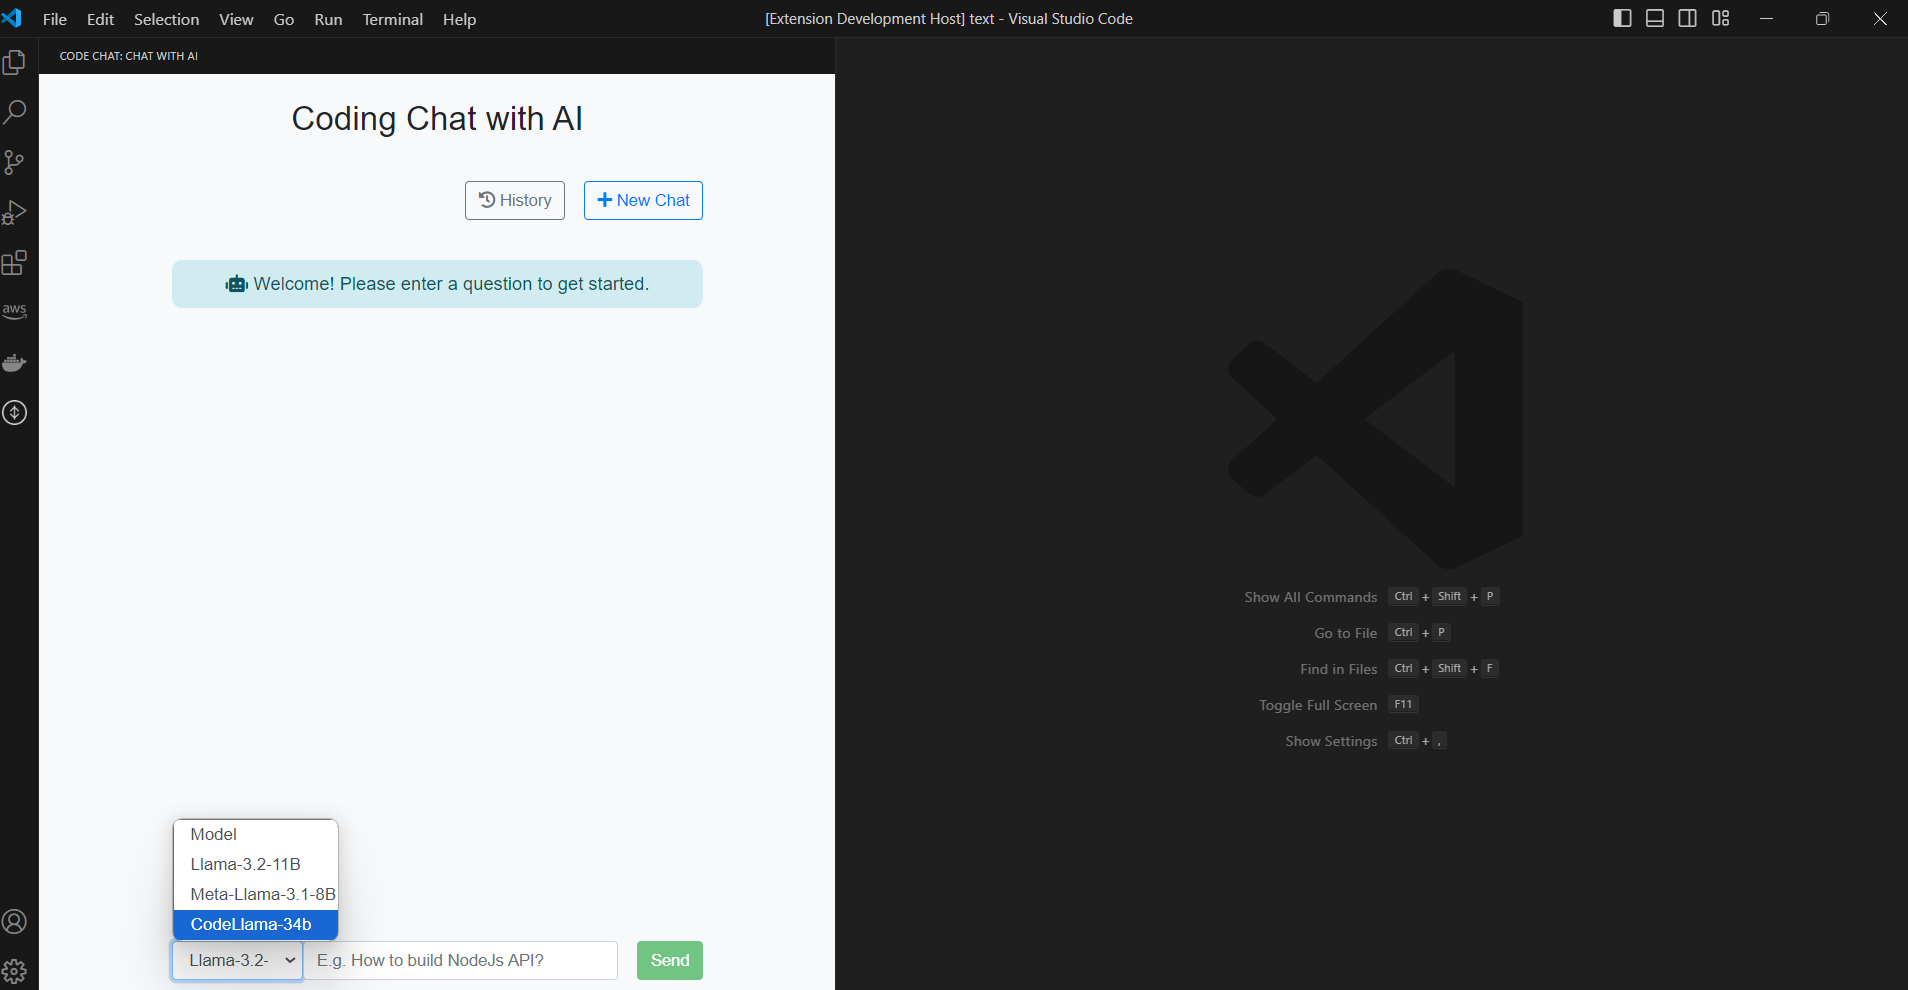 File Edit Selection View Go Run Terminal Help
[Extension Development Host] text - Visual Studio Code
CODE CHAT: CHAT WITH AI
Coding Chat with AI
History
New Chat
Welcome! Please enter a question to get started.
aws
Model
Llama-3.2-11B
Meta-Llama-3.1-8B
CodeLlama-34b
Llama-3.2-
E.g. How to build NodeJs API?
Send
Show All Commands Ctrl + Shift + P
Go to File Ctrl + P
Find in Files Ctrl + Shift + F
Toggle Full Screen F11
Show Settings Ctrl + ,